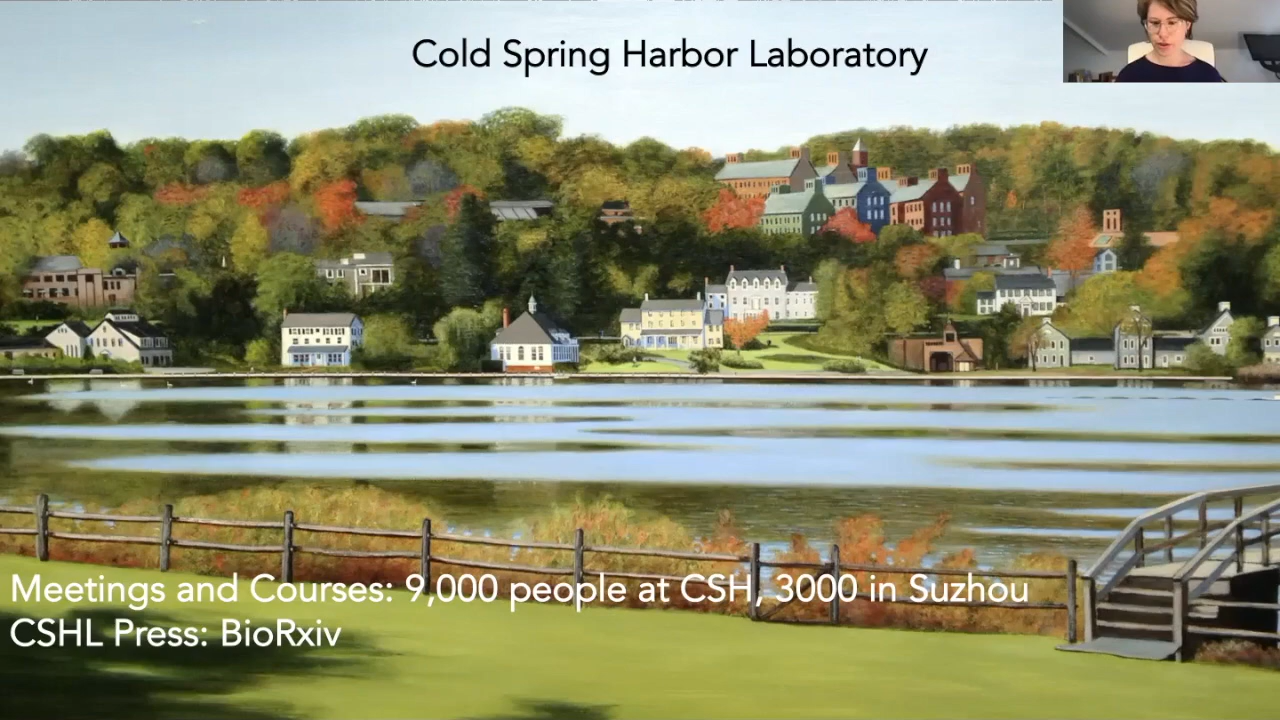 Cold Spring Harbor Laboratory
Meetings and Courses: 9,000 people at CSH, 3000 in Suzhou
CSHL Press: BioRxiv